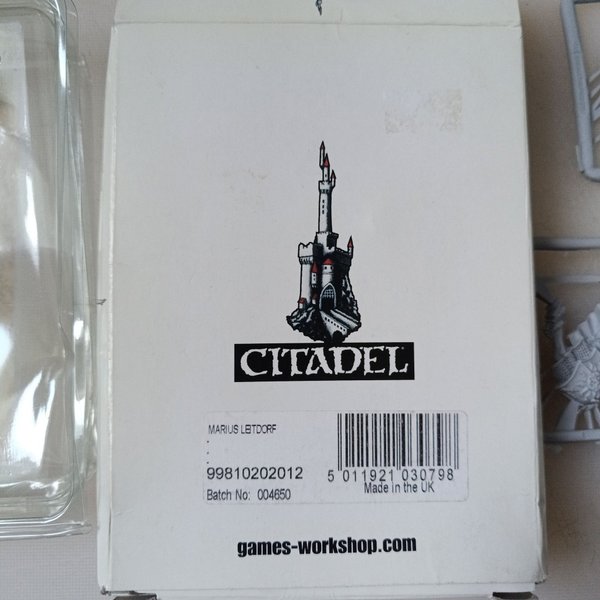 CITADEL
MARIUS LEITDORF
:
:
99810202012
Batch No: 004650
5 011921 030798
Made in the UK
games-workshop.com